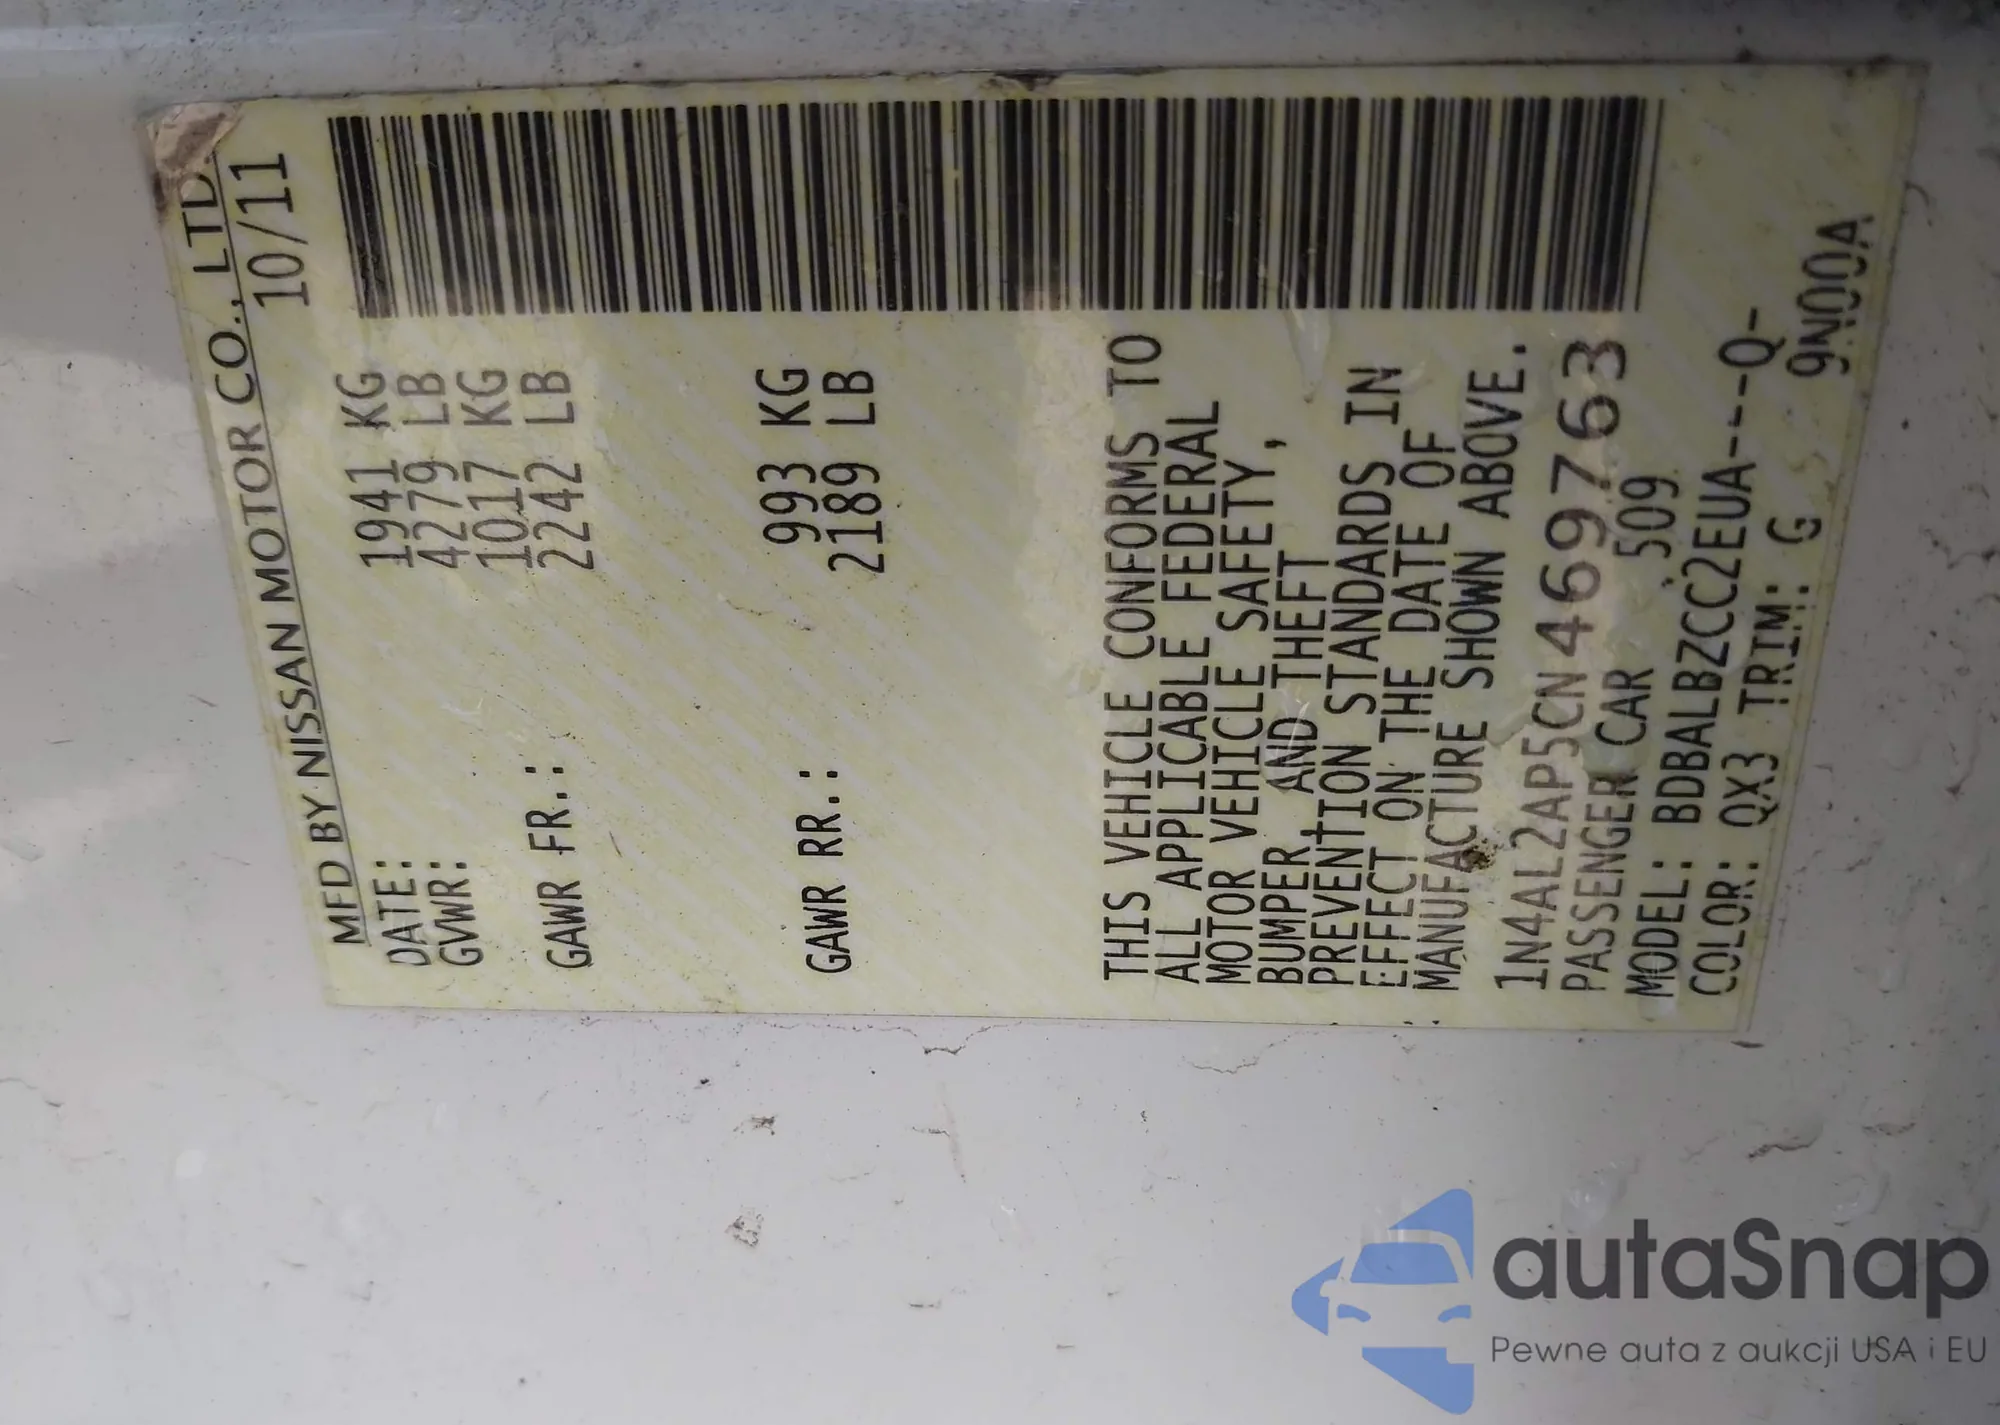 MFD BY NISSAN MOTOR CO., LTD.
DATE: 10/11
GVWR: 1941 KG
4279 LB
GAWR FR.: 1017 KG
2242 LB
GAWR RR.: 993 KG
2189 LB
THIS VEHICLE CONFORMS TO
ALL APPLICABLE FEDERAL
MOTOR VEHICLE SAFETY,
BUMPER, AND THEFT
PREVENTION STANDARDS IN
EFFECT ON THE DATE OF
MANUFACTURE SHOWN ABOVE.
1N4AL2AP5CN469763
PASSENGER CAR 509
MODEL: BDBALBZCC2EUA----Q-
COLOR: QX3 TRIM: G 9N00A
autaSnap
Pewne auta z aukcji USA i EU